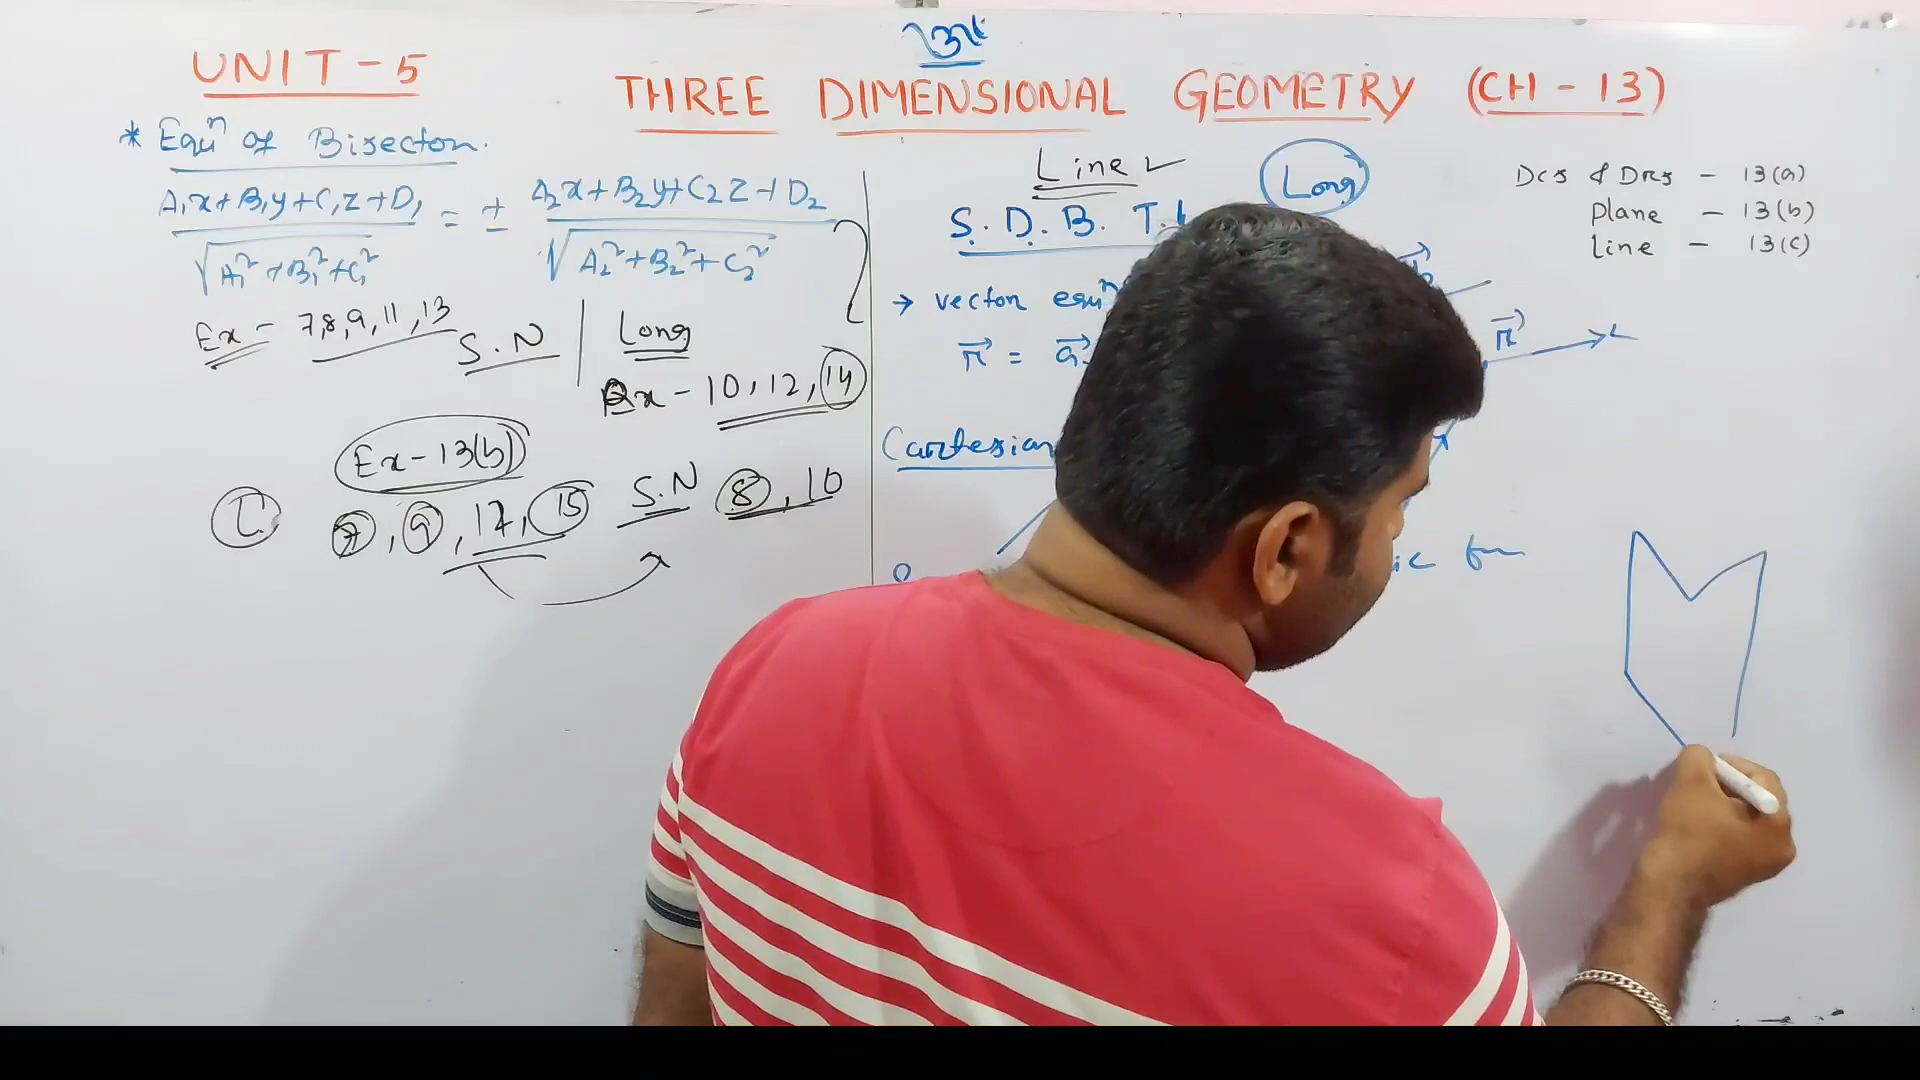 UNIT - 5
THREE DIMENSIONAL GEOMETRY (CH - 13)
* Equⁿ of Bisector.
A₁x+B₁y+C₁z+D₁ / √A₁²+B₁²+C₁² = ± A₂x+B₂y+C₂z+D₂ / √A₂²+B₂²+C₂²
Ex - 7,8,9,11,13 S.N
Long
Ex - 10,12,14
Ex-13(b)
7, 9, 17, 15 S.N 8, 10
Line ✓
Long
S. D. B. T.
→ vector equⁿ
r⃗ = a⃗
r⃗
L
Cartesian
Dcs & DRs - 13(a)
Plane - 13(b)
Line - 13(c)